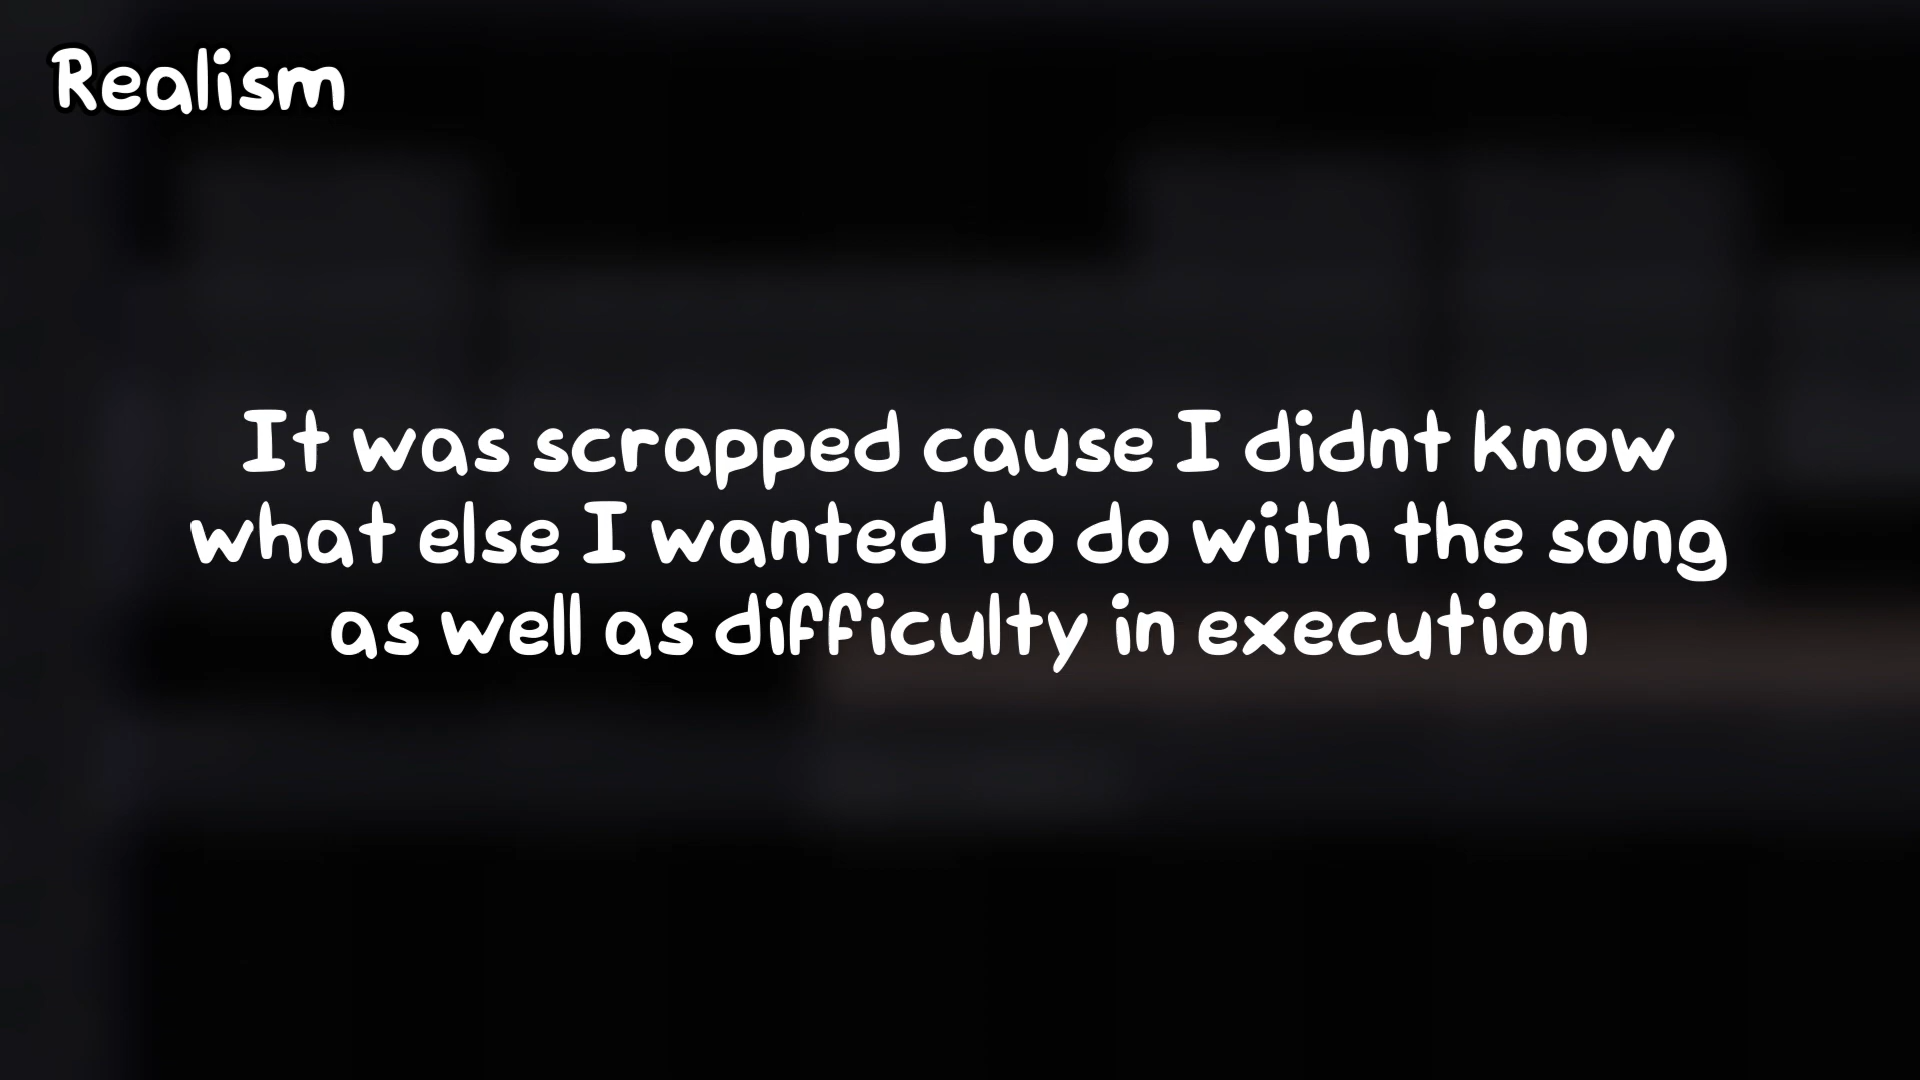 Realism
It was scrapped cause I didnt know
what else I wanted to do with the song
as well as difficulty in execution